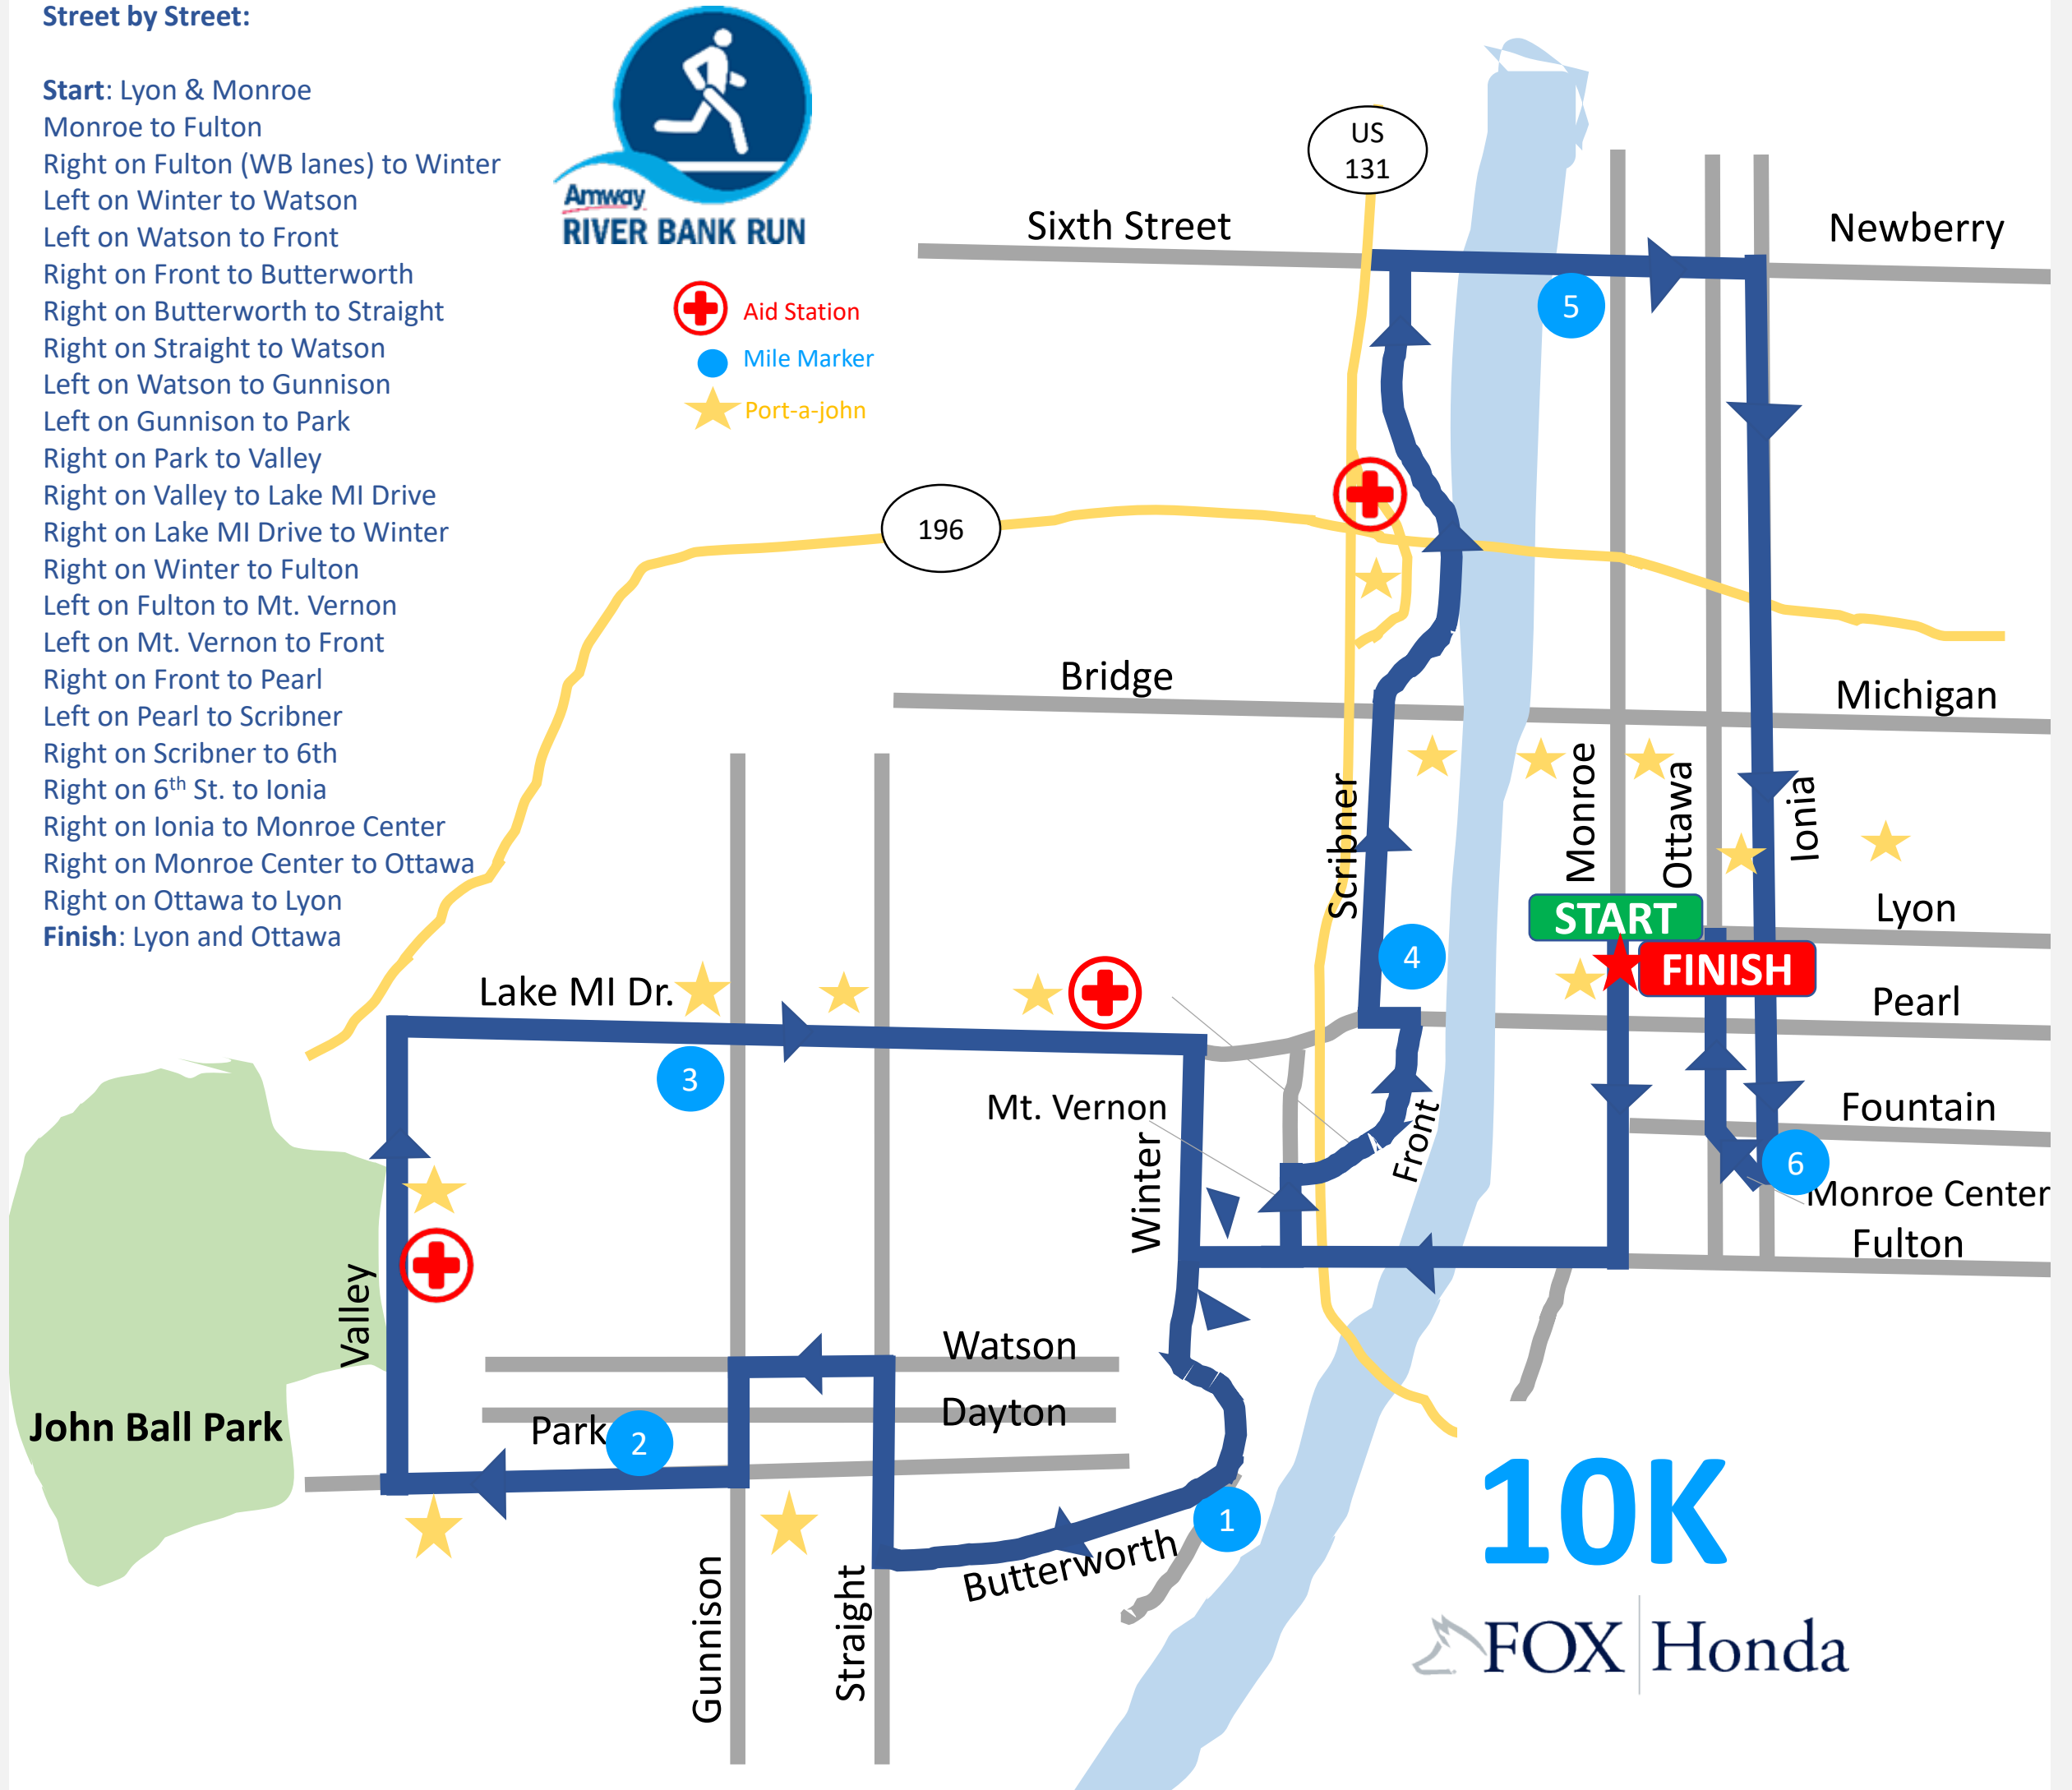 Street by Street:
Start: Lyon & Monroe
Monroe to Fulton
Right on Fulton (WB lanes) to Winter
Left on Winter to Watson
Left on Watson to Front
Right on Front to Butterworth
Right on Butterworth to Straight
Right on Straight to Watson
Left on Watson to Gunnison
Left on Gunnison to Park
Right on Park to Valley
Right on Valley to Lake MI Drive
Right on Lake MI Drive to Winter
Right on Winter to Fulton
Left on Fulton to Mt. Vernon
Left on Mt. Vernon to Front
Right on Front to Pearl
Left on Pearl to Scribner
Right on Scribner to 6th
Right on 6th St. to Ionia
Right on Ionia to Monroe Center
Right on Monroe Center to Ottawa
Right on Ottawa to Lyon
Finish: Lyon and Ottawa
Amway
RIVER BANK RUN
Aid Station
Mile Marker
Port-a-john
US
131
Sixth Street
Newberry
5
196
Bridge
Michigan
Scribner
Monroe
Ottawa
Ionia
Lyon
START
FINISH
4
Pearl
Lake MI Dr.
3
Mt. Vernon
Winter
Front
Fountain
6
Monroe Center
Fulton
Valley
Watson
Dayton
Park
2
John Ball Park
1
Butterworth
Gunnison
Straight
10K
FOX Honda